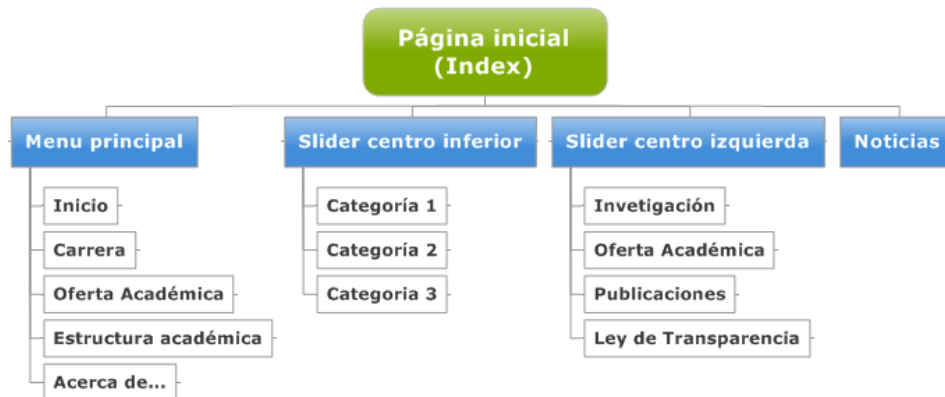 Página inicial
(Index)
Menu principal
Slider centro inferior
Slider centro izquierda
Noticias
Inicio
Carrera
Oferta Académica
Estructura académica
Acerca de...
Categoría 1
Categoría 2
Categoria 3
Invetigación
Oferta Académica
Publicaciones
Ley de Transparencia